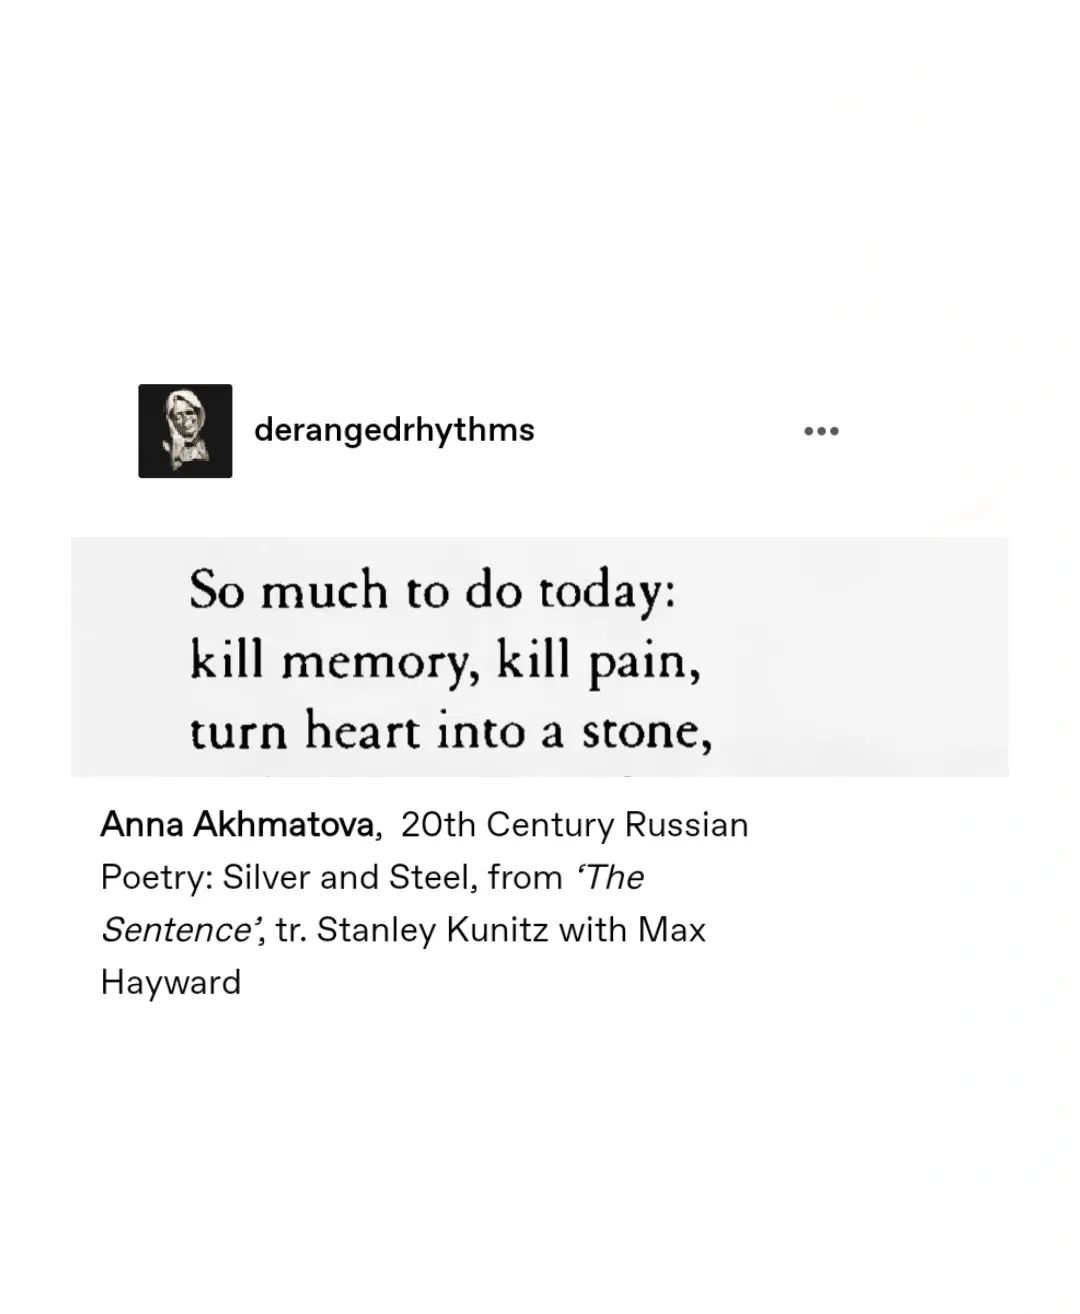 derangedrhythms
So much to do today:
kill memory, kill pain,
turn heart into a stone,
Anna Akhmatova, 20th Century Russian
Poetry: Silver and Steel, from ‘The
Sentence’, tr. Stanley Kunitz with Max
Hayward